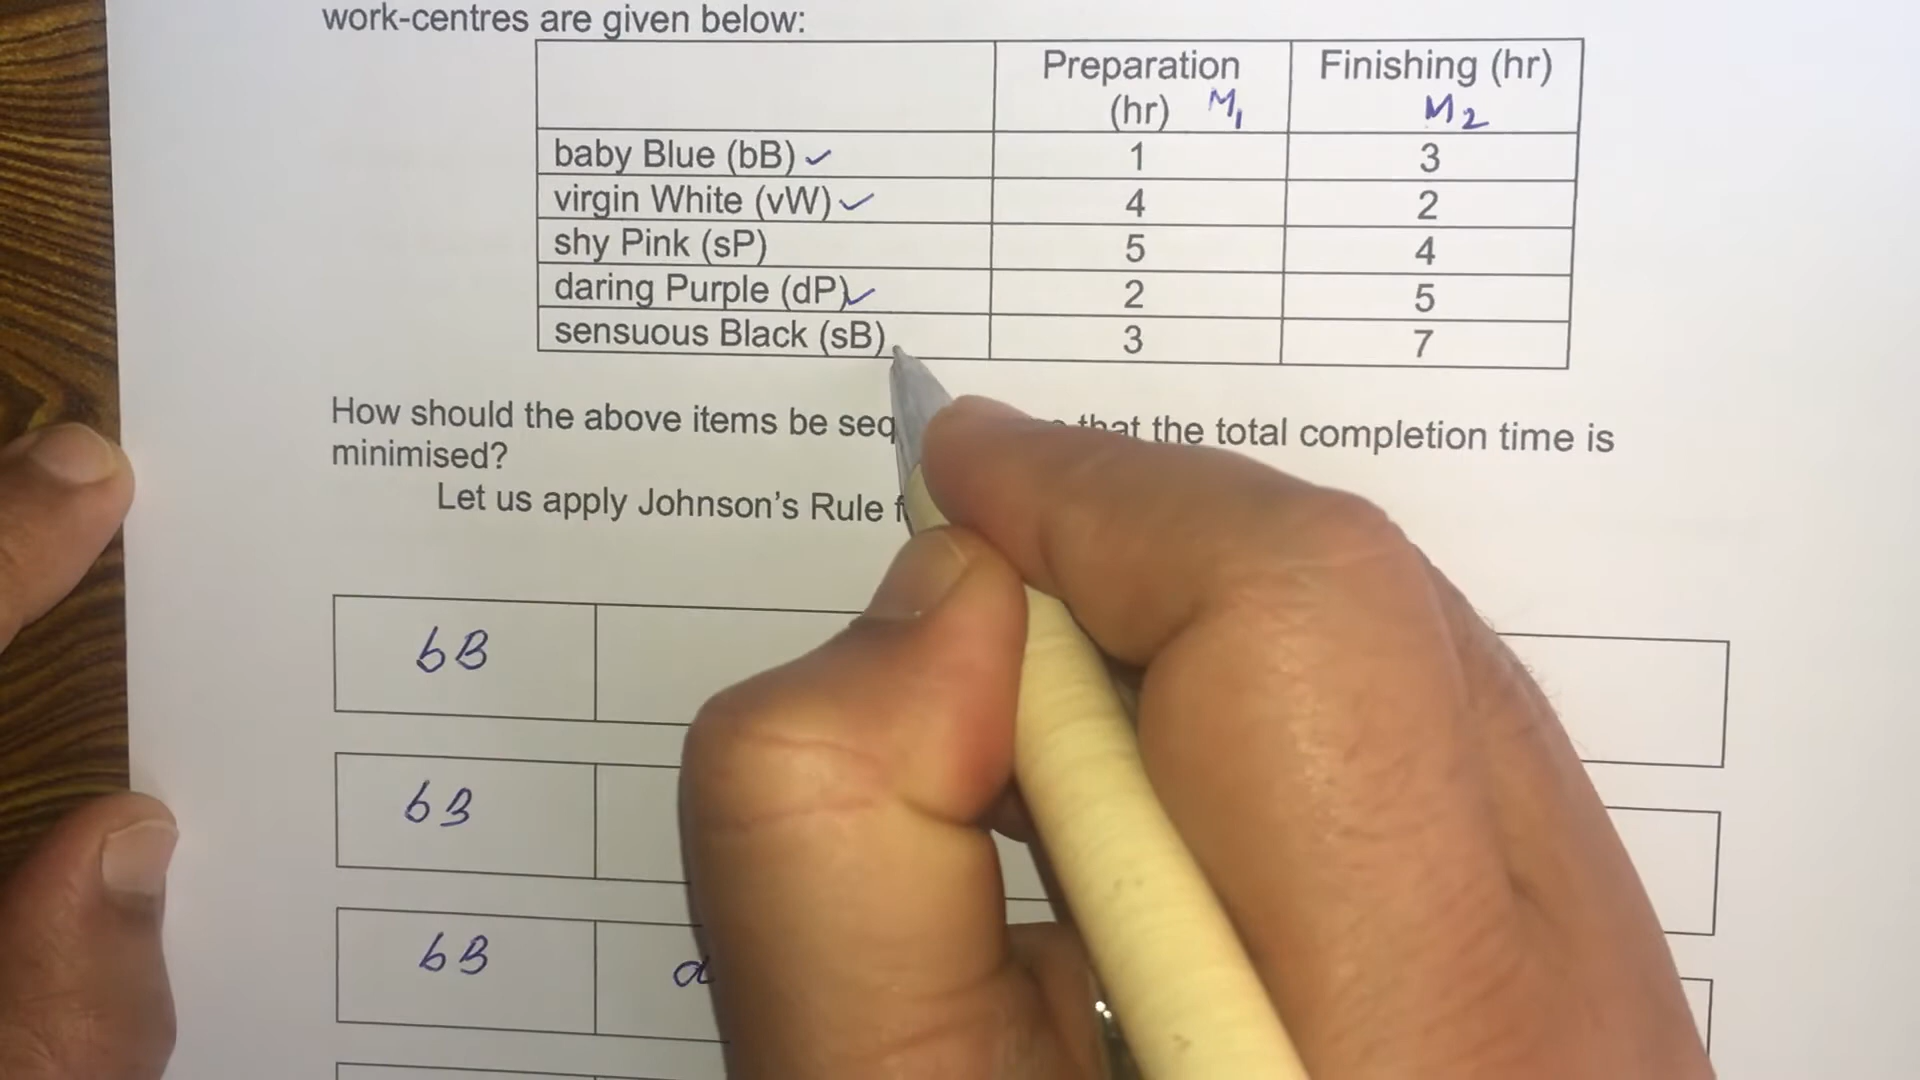 work-centres are given below:
Preparation (hr) M1 Finishing (hr) M2
baby Blue (bB) ✓ 1 3
virgin White (vW) ✓ 4 2
shy Pink (sP) 5 4
daring Purple (dP) ✓ 2 5
sensuous Black (sB) 3 7
How should the above items be that the total completion time is
minimised?
Let us apply Johnson's Rule
bB
bB
bB d